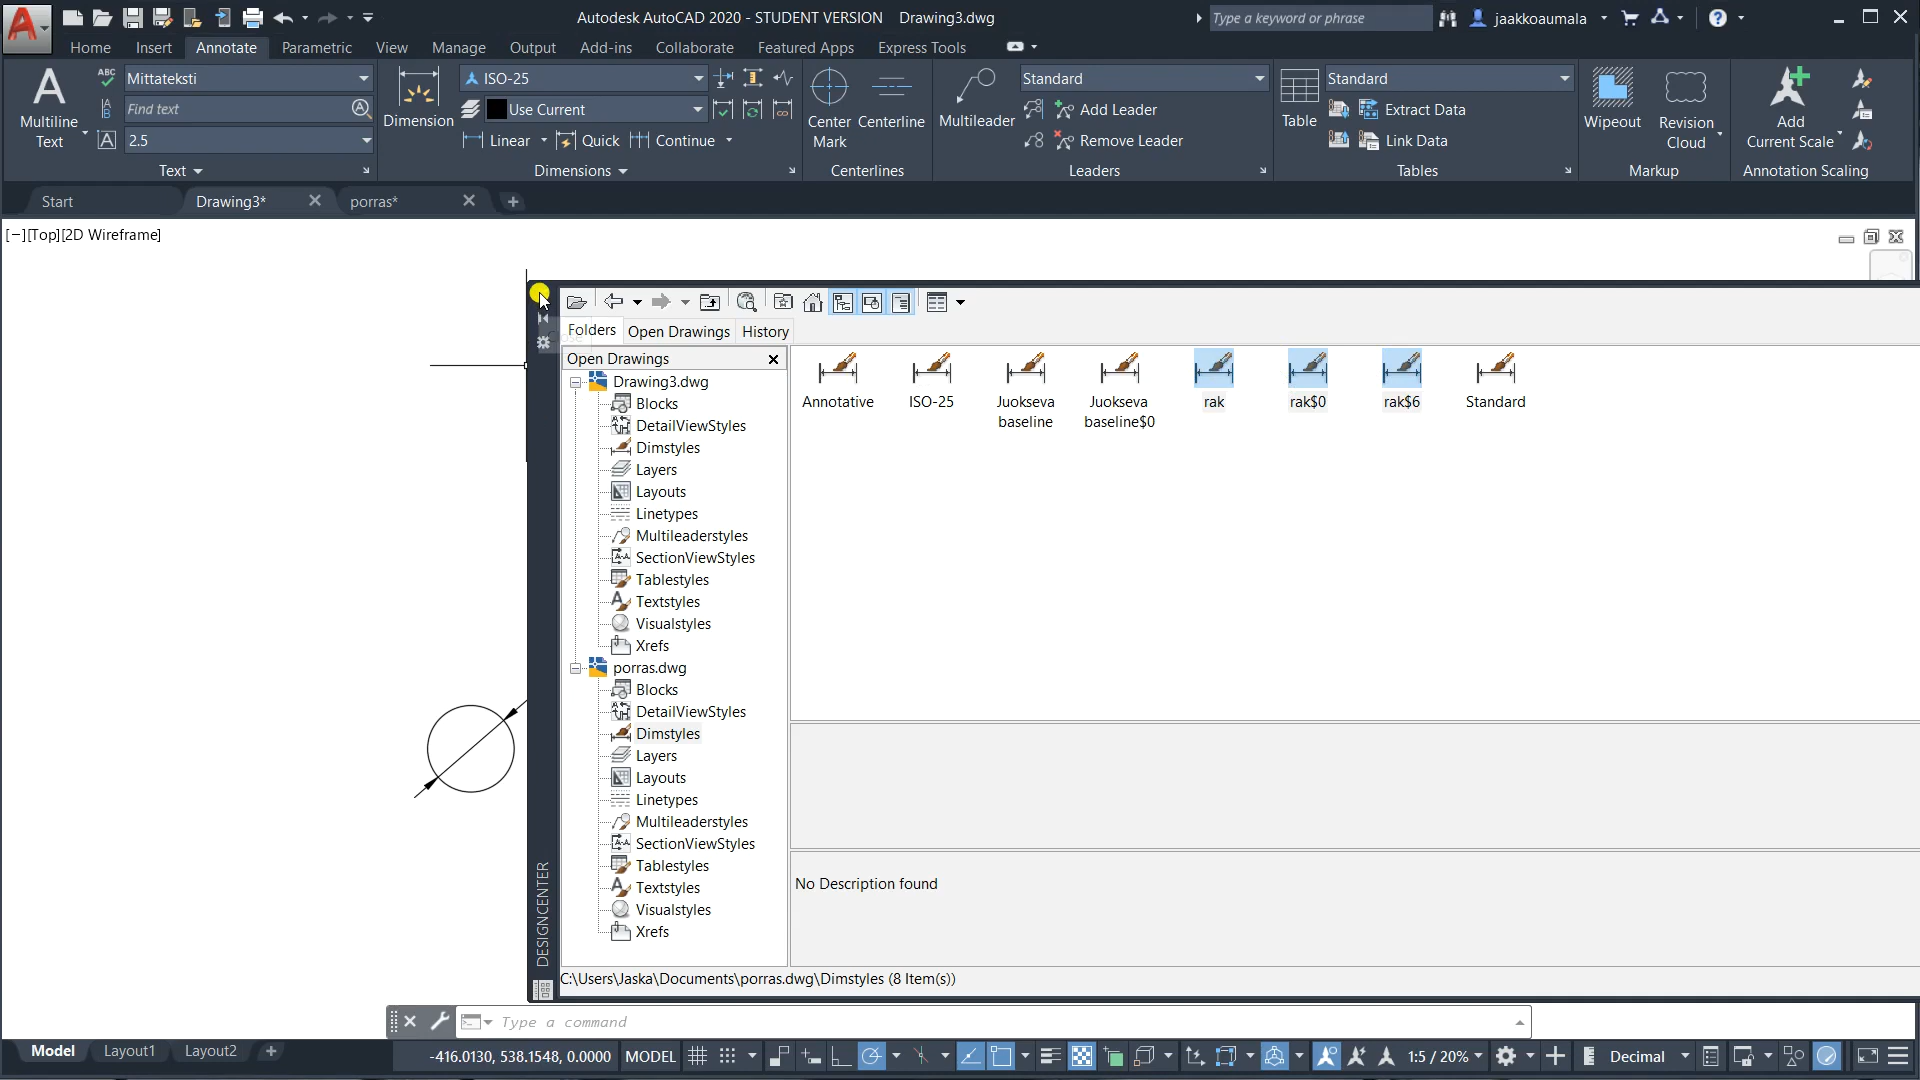 Autodesk AutoCAD 2020 - STUDENT VERSION Drawing3.dwg
Type a keyword or phrase
jaakkoaumala
Home Insert Annotate Parametric View Manage Output Add-ins Collaborate Featured Apps Express Tools
Multiline Text
ABC
Mittateksti
Find text
2.5
Text
Dimension
ISO-25
Use Current
Linear Quick Continue
Dimensions
Center Mark
Centerline
Centerlines
Multileader
Standard
Add Leader
Remove Leader
Leaders
Table
Standard
Extract Data
Link Data
Tables
Wipeout
Revision Cloud
Markup
Add Current Scale
Annotation Scaling
Start Drawing3* porras*
[−][Top][2D Wireframe]
Folders Open Drawings History
Open Drawings
Drawing3.dwg
Blocks
DetailViewStyles
Dimstyles
Layers
Layouts
Linetypes
Multileaderstyles
SectionViewStyles
Tablestyles
Textstyles
Visualstyles
Xrefs
porras.dwg
Blocks
DetailViewStyles
Dimstyles
Layers
Layouts
Linetypes
Multileaderstyles
SectionViewStyles
Tablestyles
Textstyles
Visualstyles
Xrefs
Annotative
ISO-25
Juokseva baseline
Juokseva baseline$0
rak
rak$0
rak$6
Standard
No Description found
DESIGNCENTER
C:\Users\Jaska\Documents\porras.dwg\Dimstyles (8 Item(s))
Type a command
Model Layout1 Layout2
-416.0130, 538.1548, 0.0000 MODEL
1:5 / 20%
Decimal